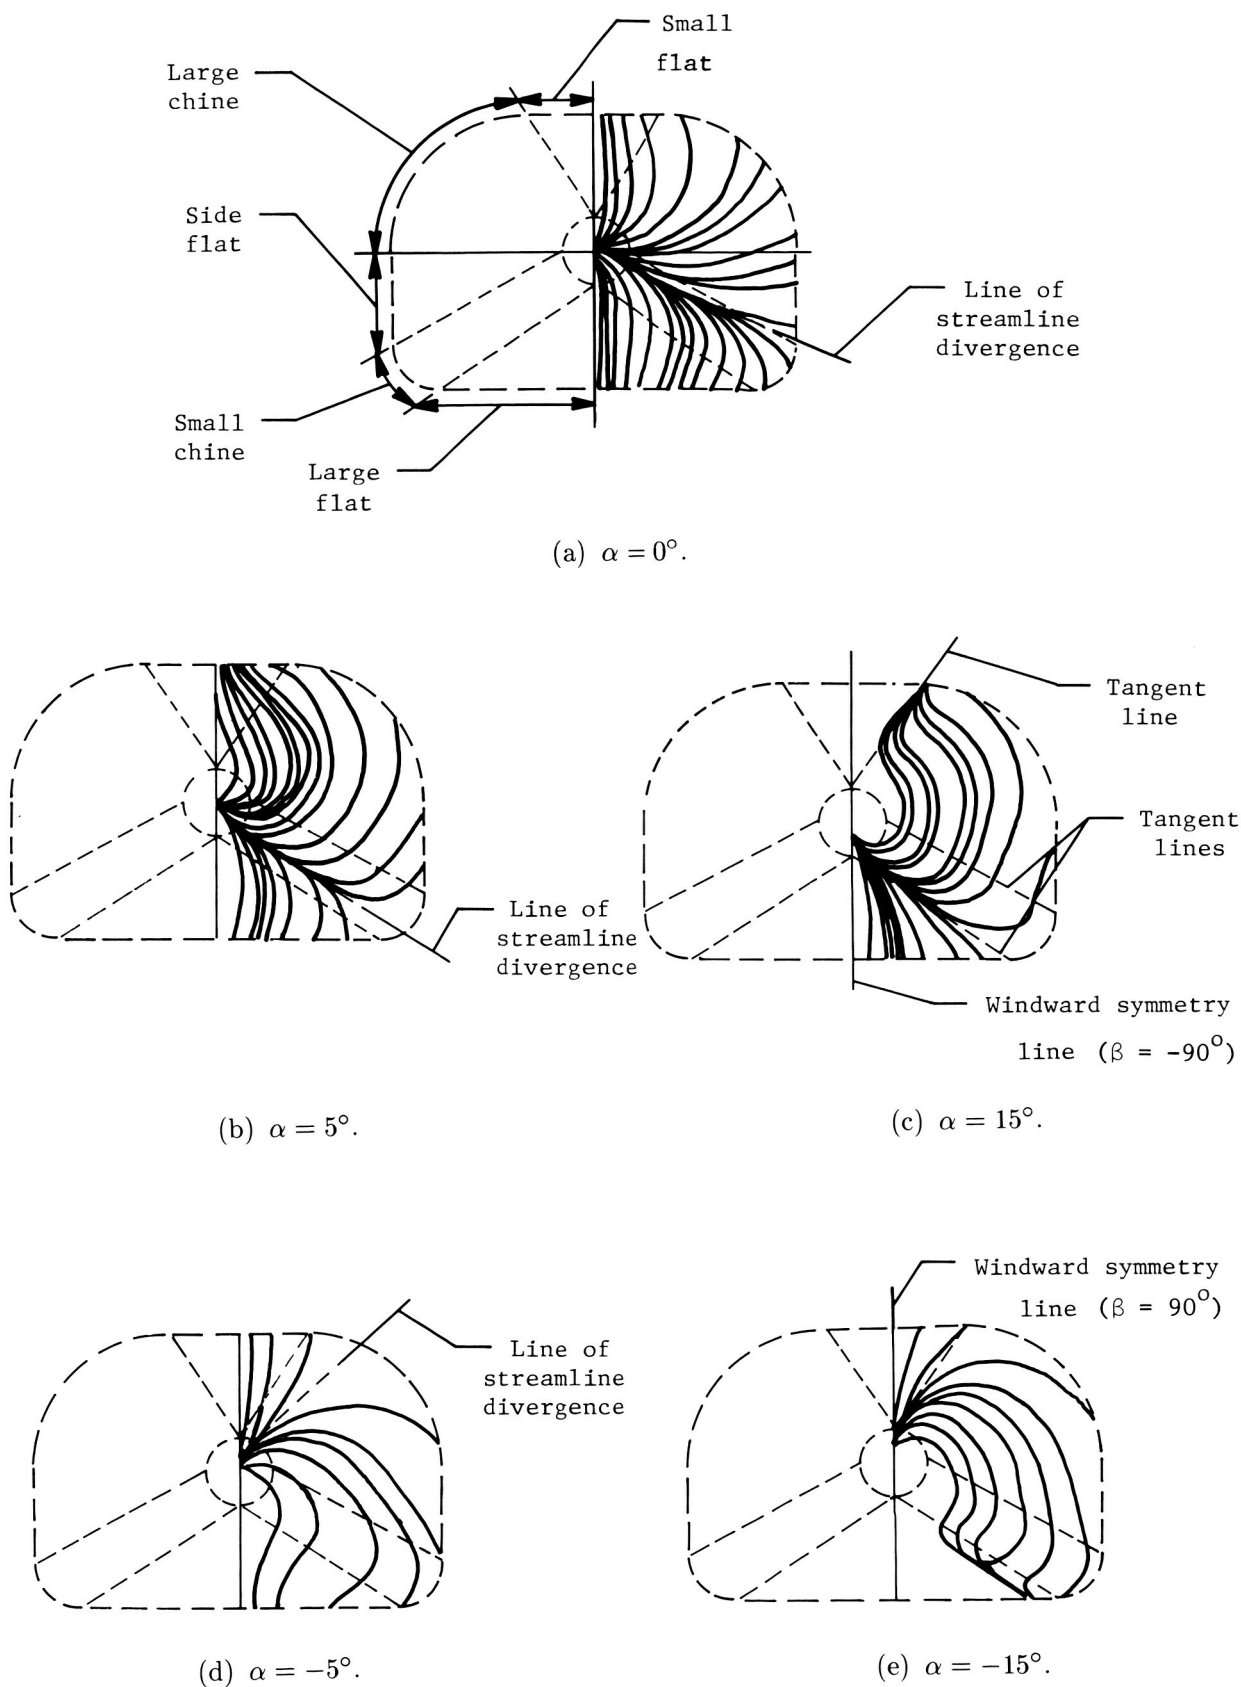 Small
flat
Large
chine
Side
flat
Line of
streamline
divergence
Small
chine
Large
flat
(a) α = 0°.
Tangent
line
Tangent
lines
Line of
streamline
divergence
Windward symmetry
line (β = -90°)
(b) α = 5°.
(c) α = 15°.
Windward symmetry
line (β = 90°)
Line of
streamline
divergence
(d) α = −5°.
(e) α = −15°.